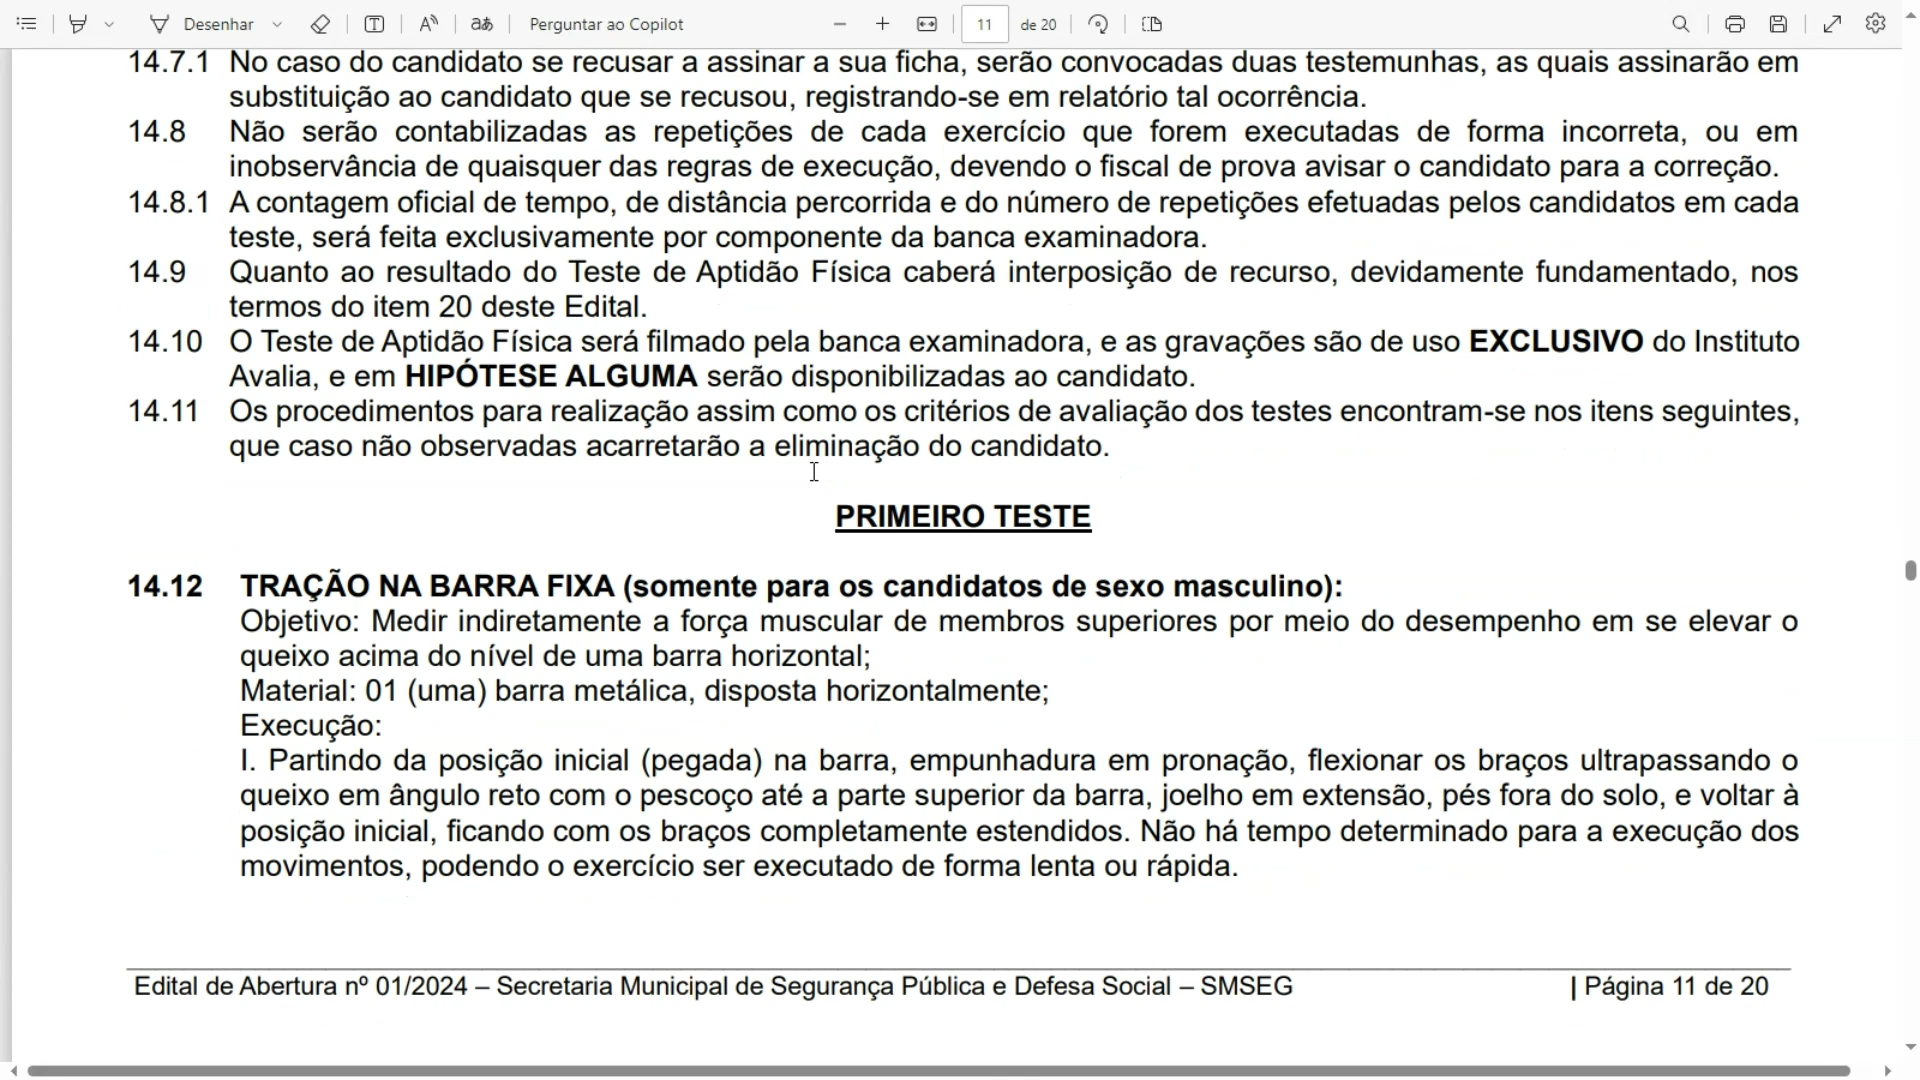 Desenhar
Perguntar ao Copilot
11
de 20
14.7.1 No caso do candidato se recusar a assinar a sua ficha, serão convocadas duas testemunhas, as quais assinarão em
substituição ao candidato que se recusou, registrando-se em relatório tal ocorrência.
14.8 Não serão contabilizadas as repetições de cada exercício que forem executadas de forma incorreta, ou em
inobservância de quaisquer das regras de execução, devendo o fiscal de prova avisar o candidato para a correção.
14.8.1 A contagem oficial de tempo, de distância percorrida e do número de repetições efetuadas pelos candidatos em cada
teste, será feita exclusivamente por componente da banca examinadora.
14.9 Quanto ao resultado do Teste de Aptidão Física caberá interposição de recurso, devidamente fundamentado, nos
termos do item 20 deste Edital.
14.10 O Teste de Aptidão Física será filmado pela banca examinadora, e as gravações são de uso EXCLUSIVO do Instituto
Avalia, e em HIPÓTESE ALGUMA serão disponibilizadas ao candidato.
14.11 Os procedimentos para realização assim como os critérios de avaliação dos testes encontram-se nos itens seguintes,
que caso não observadas acarretarão a eliminação do candidato.
PRIMEIRO TESTE
14.12 TRAÇÃO NA BARRA FIXA (somente para os candidatos de sexo masculino):
Objetivo: Medir indiretamente a força muscular de membros superiores por meio do desempenho em se elevar o
queixo acima do nível de uma barra horizontal;
Material: 01 (uma) barra metálica, disposta horizontalmente;
Execução:
I. Partindo da posição inicial (pegada) na barra, empunhadura em pronação, flexionar os braços ultrapassando o
queixo em ângulo reto com o pescoço até a parte superior da barra, joelho em extensão, pés fora do solo, e voltar à
posição inicial, ficando com os braços completamente estendidos. Não há tempo determinado para a execução dos
movimentos, podendo o exercício ser executado de forma lenta ou rápida.
Edital de Abertura nº 01/2024 – Secretaria Municipal de Segurança Pública e Defesa Social – SMSEG
| Página 11 de 20